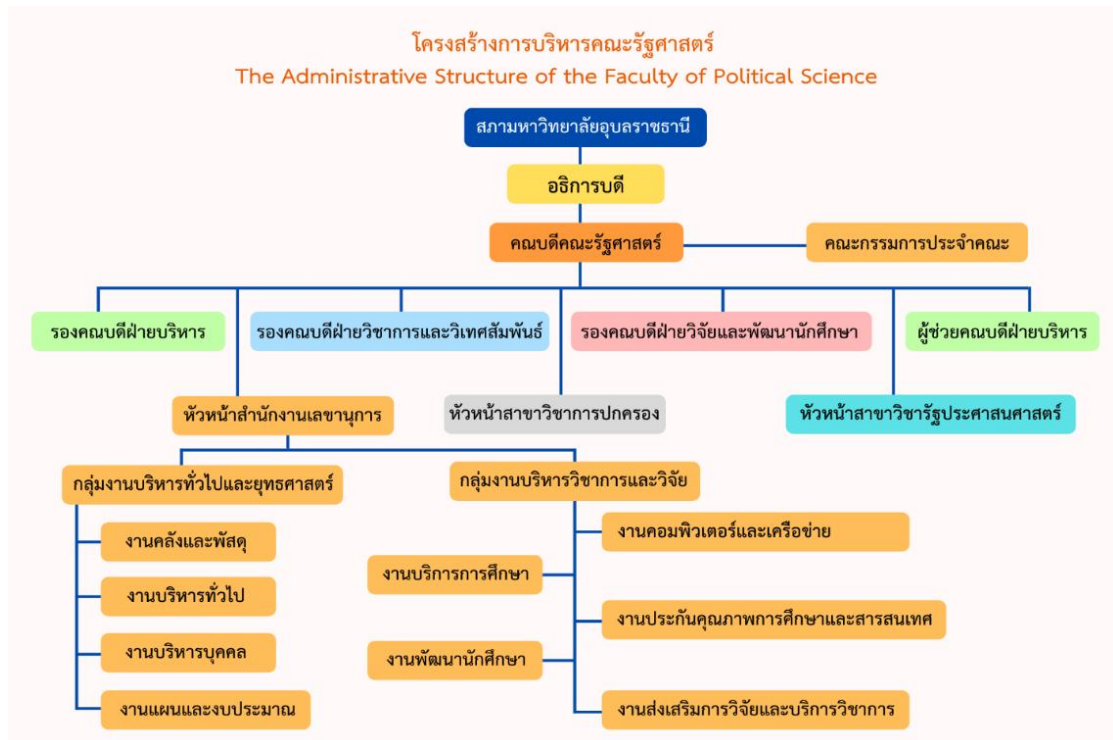 โครงสร้างการบริหารคณะรัฐศาสตร์
The Administrative Structure of the Faculty of Political Science
สภามหาวิทยาลัยอุบลราชธานี
อธิการบดี
คณบดีคณะรัฐศาสตร์
คณะกรรมการประจำคณะ
รองคณบดีฝ่ายบริหาร
รองคณบดีฝ่ายวิชาการและวิเทศสัมพันธ์
รองคณบดีฝ่ายวิจัยและพัฒนานักศึกษา
ผู้ช่วยคณบดีฝ่ายบริหาร
หัวหน้าสำนักงานเลขานุการ
หัวหน้าสาขาวิชาการปกครอง
หัวหน้าสาขาวิชารัฐประศาสนศาสตร์
กลุ่มงานบริหารทั่วไปและยุทธศาสตร์
กลุ่มงานบริหารวิชาการและวิจัย
งานคลังและพัสดุ
งานบริหารทั่วไป
งานบริหารบุคคล
งานแผนและงบประมาณ
งานคอมพิวเตอร์และเครือข่าย
งานบริการการศึกษา
งานประกันคุณภาพการศึกษาและสารสนเทศ
งานพัฒนานักศึกษา
งานส่งเสริมการวิจัยและบริการวิชาการ